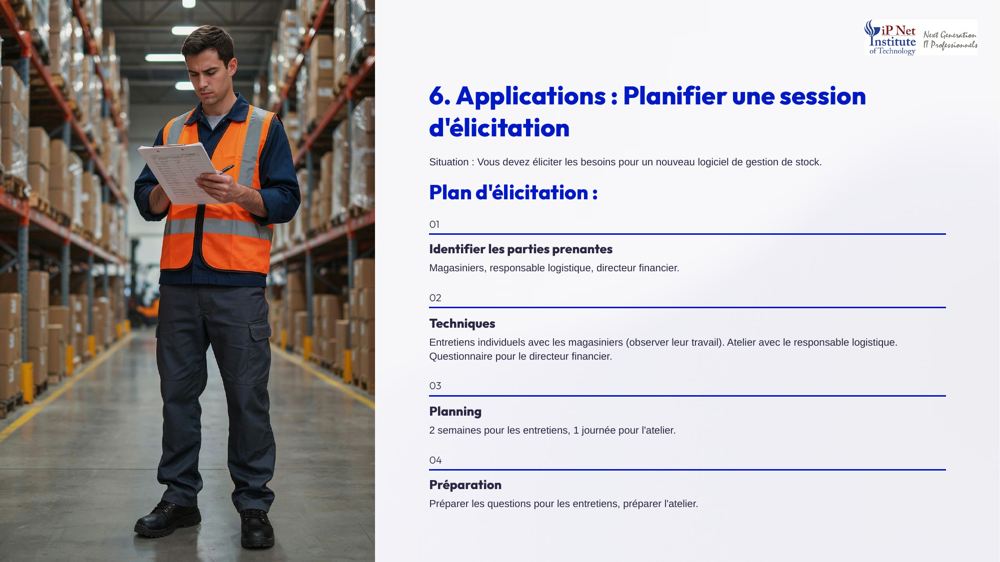 iP Net
Institute
of Technology
Next Generation
IT Professionnels
6. Applications : Planifier une session
d'élicitation
Situation : Vous devez éliciter les besoins pour un nouveau logiciel de gestion de stock.
Plan d'élicitation :
01
Identifier les parties prenantes
Magasiniers, responsable logistique, directeur financier.
02
Techniques
Entretiens individuels avec les magasiniers (observer leur travail). Atelier avec le responsable logistique.
Questionnaire pour le directeur financier.
03
Planning
2 semaines pour les entretiens, 1 journée pour l'atelier.
04
Préparation
Préparer les questions pour les entretiens, préparer l'atelier.